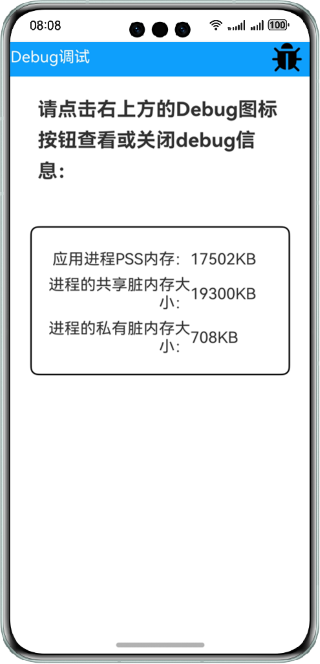 08:08
100
Debug调试
请点击右上方的Debug图标
按钮查看或关闭debug信
息：
应用进程PSS内存： 17502KB
进程的共享脏内存大
小： 19300KB
进程的私有脏内存大
小： 708KB